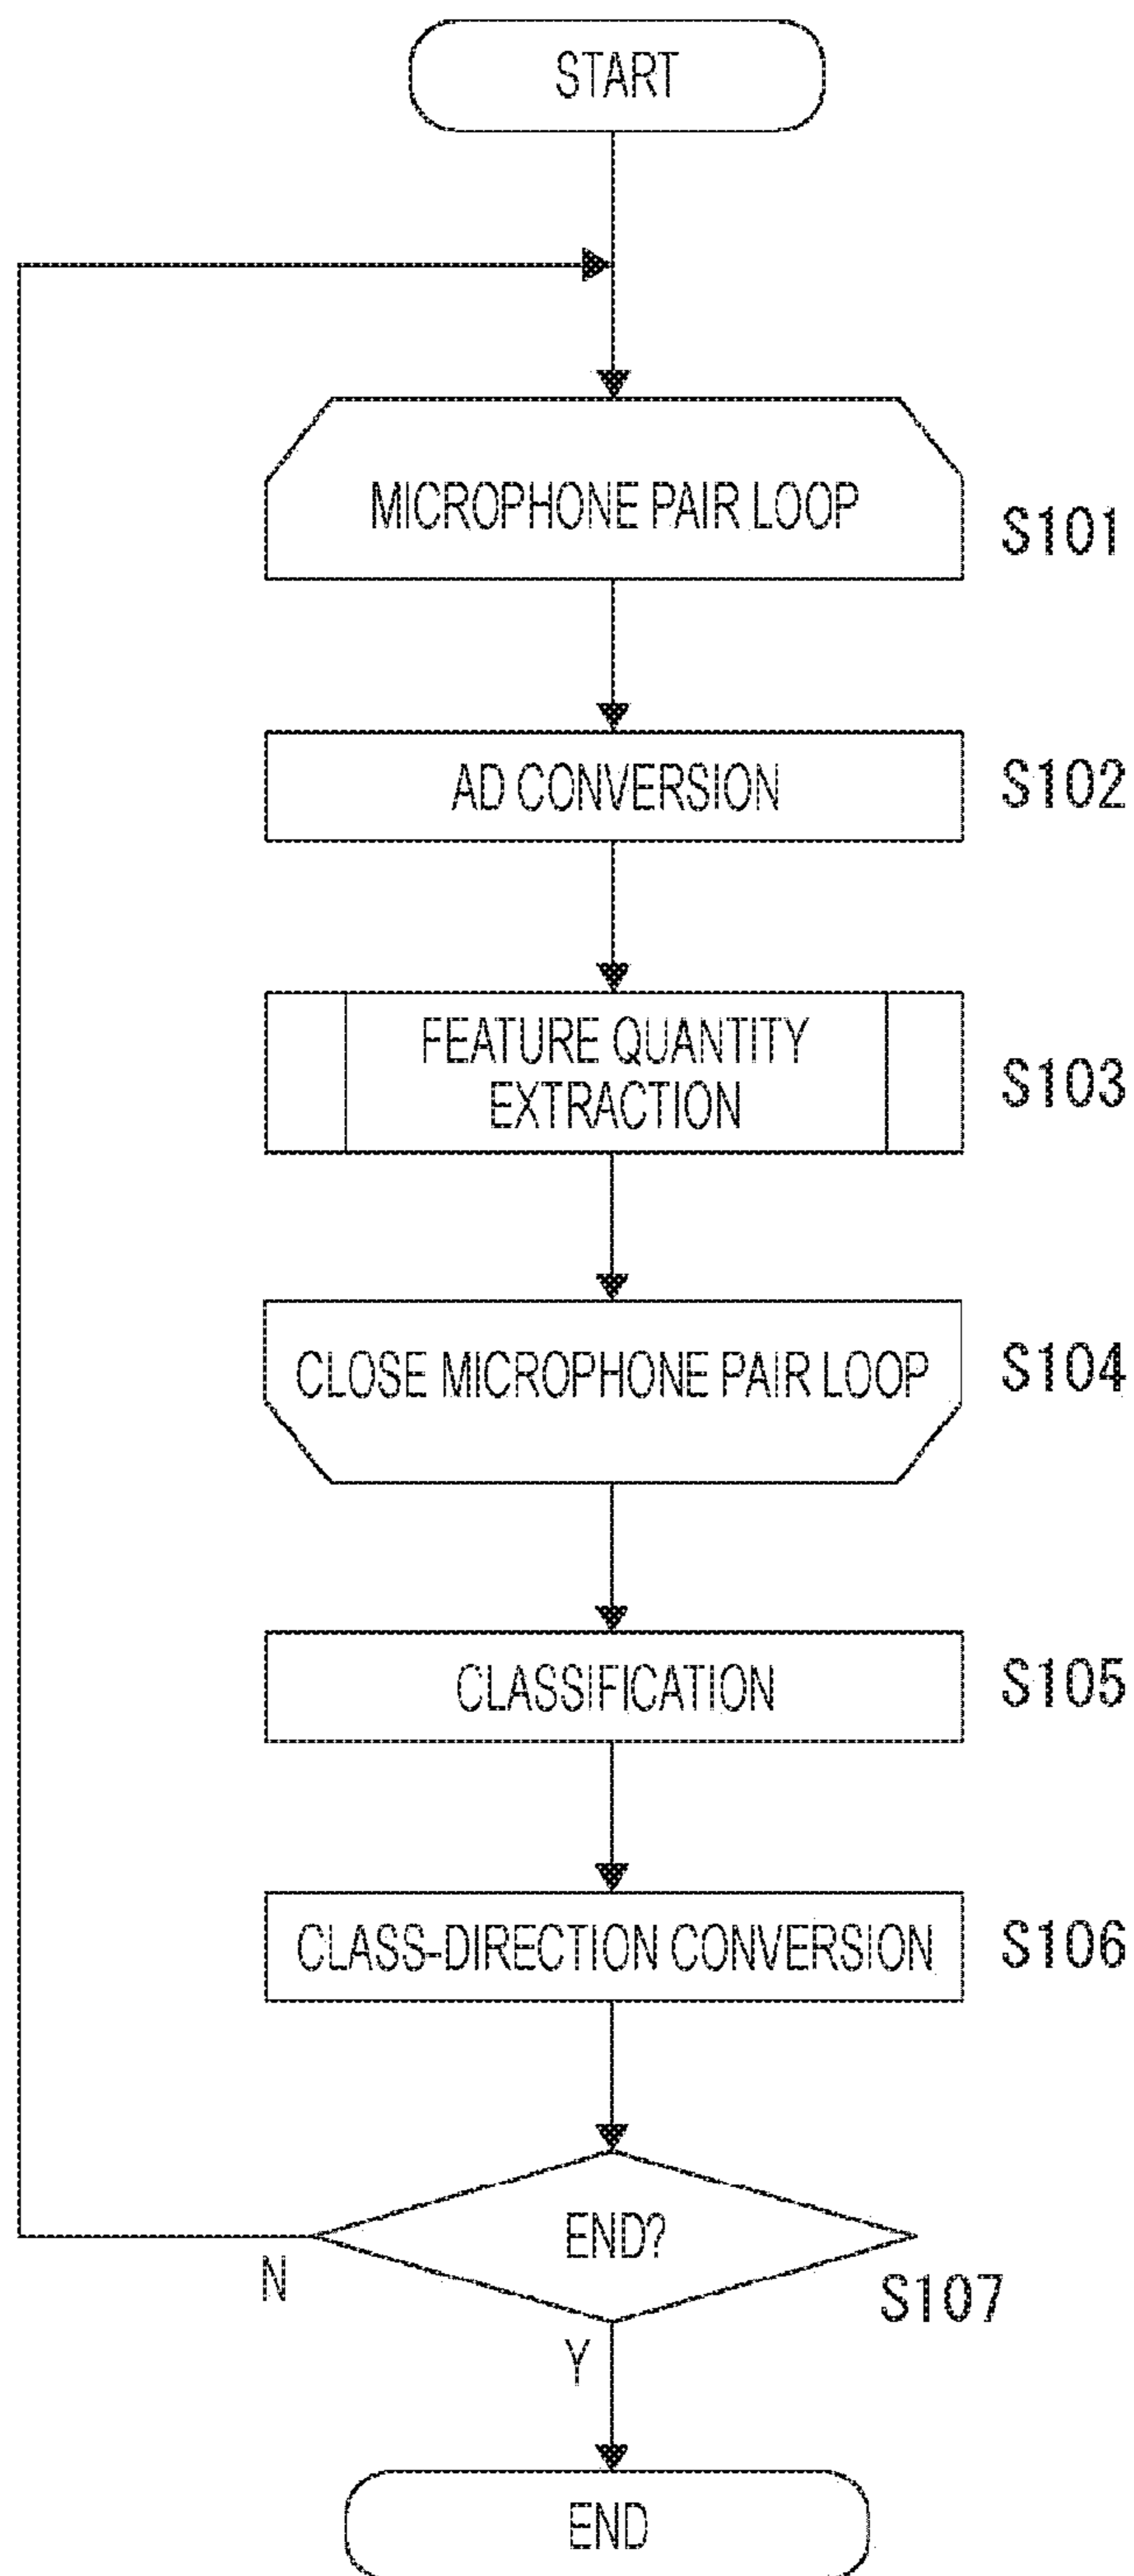 START
MICROPHONE PAIR LOOP
S101
AD CONVERSION
S102
FEATURE QUANTITY
EXTRACTION
S103
CLOSE MICROPHONE PAIR LOOP
S104
CLASSIFICATION
S105
CLASS-DIRECTION CONVERSION
S106
END?
N
S107
Y
END